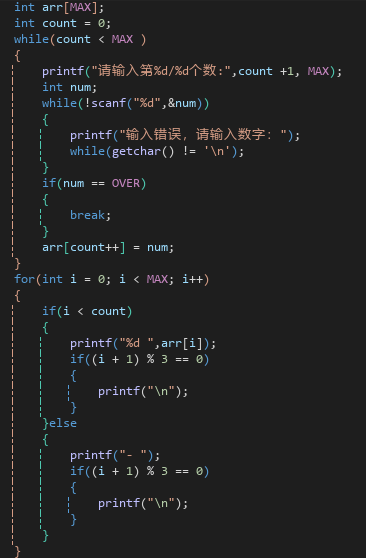 int arr[MAX];
int count = 0;
while(count < MAX )
{
printf("请输入第%d/%d个数:",count +1, MAX);
int num;
while(!scanf("%d",&num))
{
printf("输入错误，请输入数字：");
while(getchar() != '\n');
}
if(num == OVER)
{
break;
}
arr[count++] = num;
}
for(int i = 0; i < MAX; i++)
{
if(i < count)
{
printf("%d ",arr[i]);
if((i + 1) % 3 == 0)
{
printf("\n");
}
}else
{
printf("- ");
if((i + 1) % 3 == 0)
{
printf("\n");
}
}
}